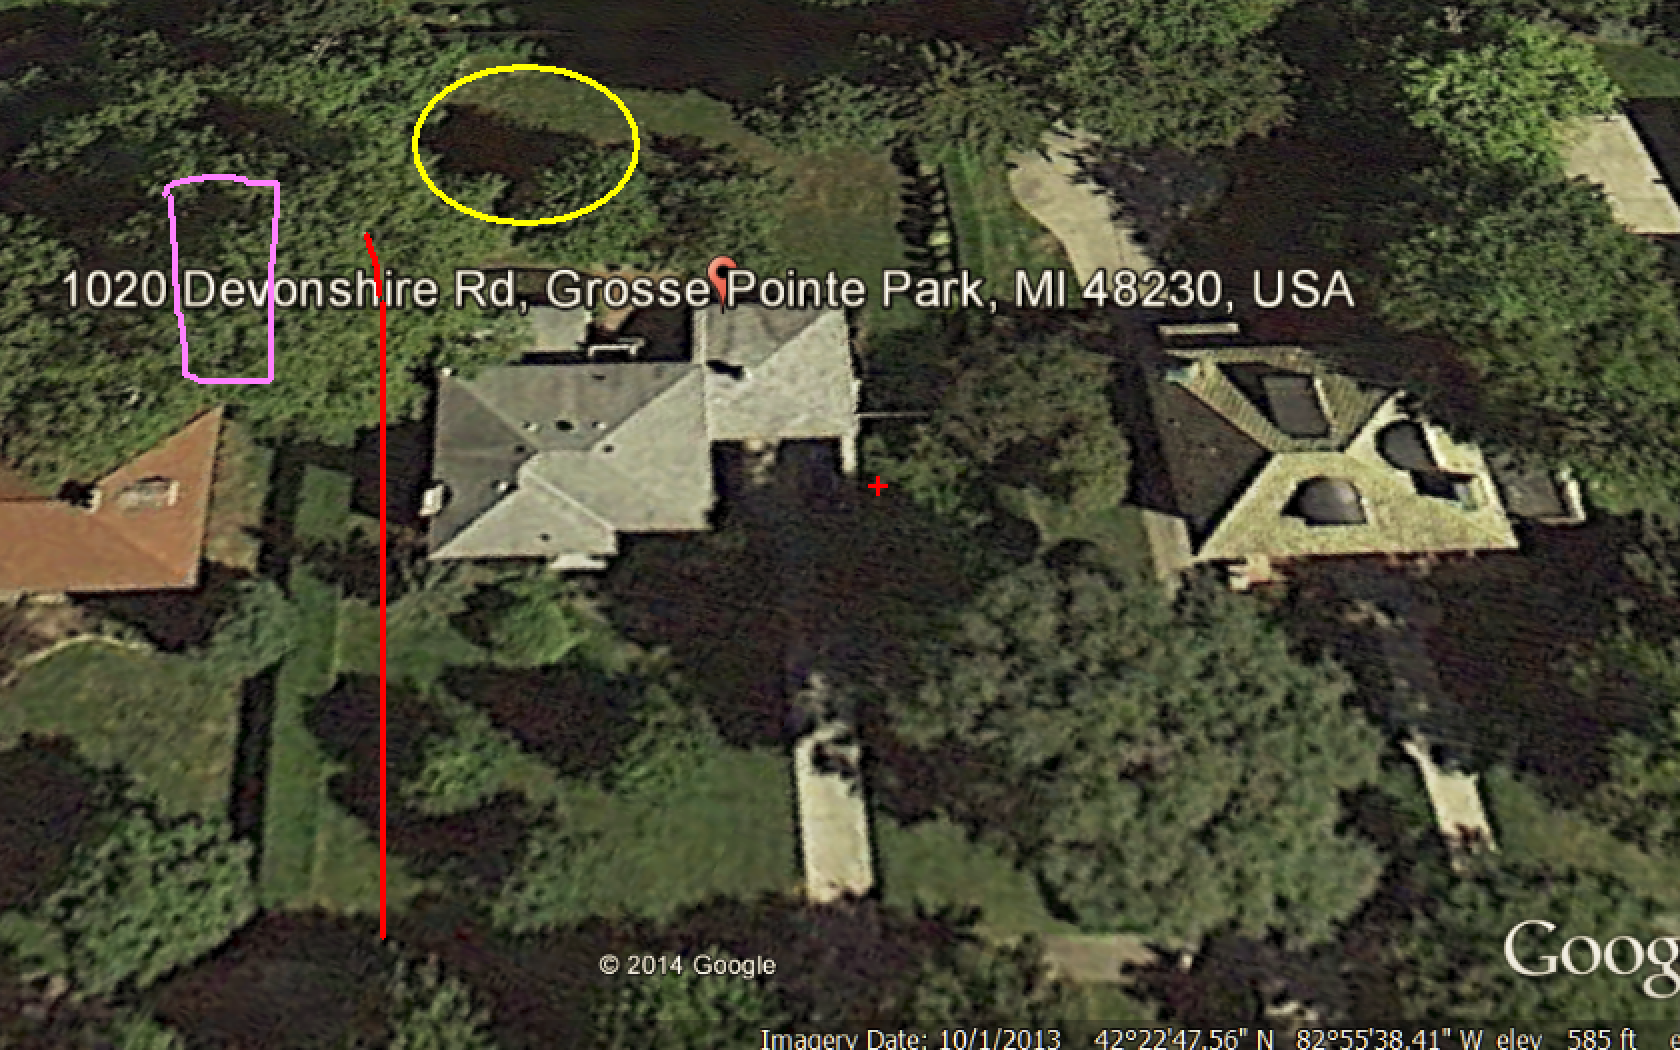 1020 Devonshire Rd, Grosse Pointe Park, MI 48230, USA
© 2014 Google
Goog
Imagery Date: 10/1/2013 42°22'47.56" N 82°55'38.41" W elev 585 ft